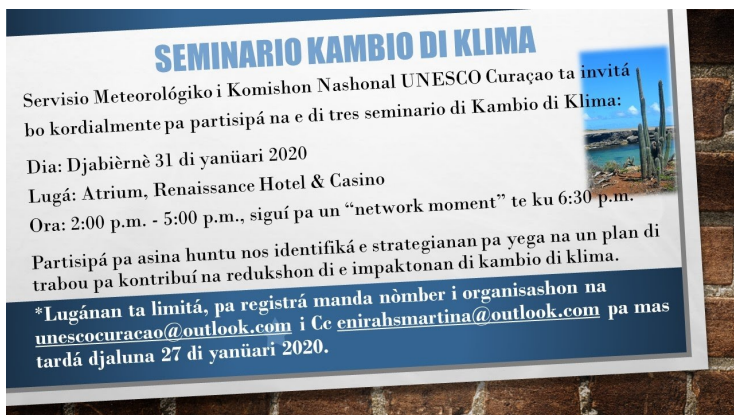 SEMINARIO KAMBIO DI KLIMA
Servisio Meteorológiko i Komishon Nashonal UNESCO Curaçao ta invitá
bo kordialmente pa partisipá na e di tres seminario di Kambio di Klima:
Dia: Djabièrnè 31 di yanüari 2020
Lugá: Atrium, Renaissance Hotel & Casino
Ora: 2:00 p.m. - 5:00 p.m., siguí pa un “network moment” te ku 6:30 p.m.
Partisipá pa asina huntu nos identifiká e strategianan pa yega na un plan di
trabou pa kontribuí na redukshon di e impaktonan di kambio di klima.
*Lugánan ta limitá, pa registrá manda nòmber i organisashon na
unescocuracao@outlook.com i Cc enirahsmartina@outlook.com pa mas
tardá djaluna 27 di yanüari 2020.